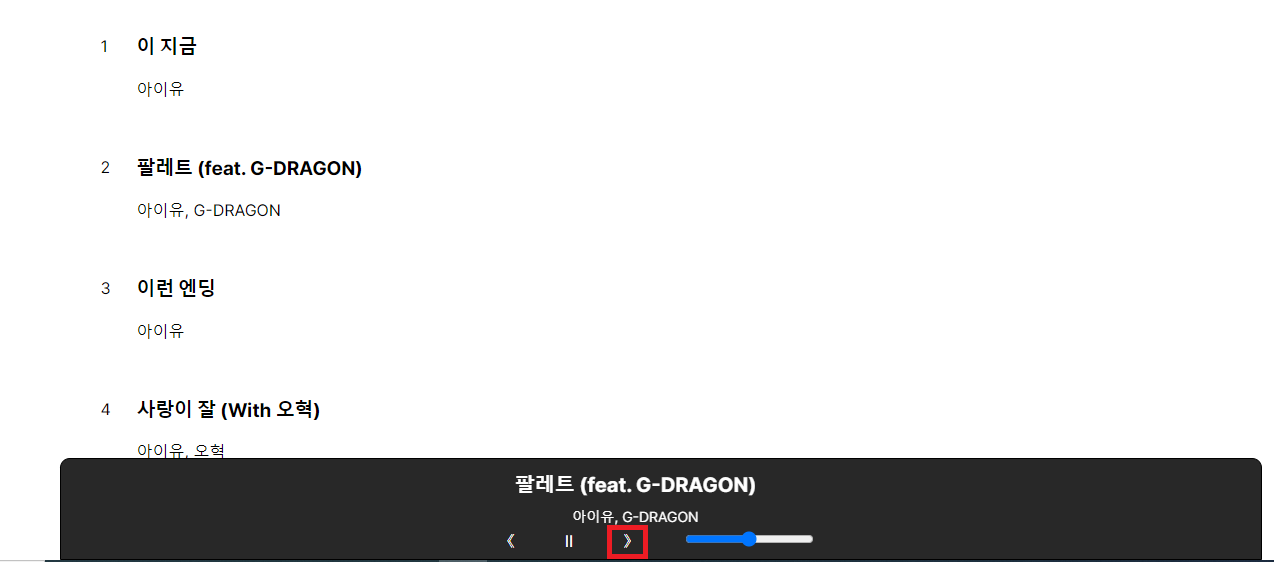 1 이 지금
아이유
2 팔레트 (feat. G-DRAGON)
아이유, G-DRAGON
3 이런 엔딩
아이유
4 사랑이 잘 (With 오혁)
아이유, 오혁
팔레트 (feat. G-DRAGON)
아이유, G-DRAGON
《 II 》